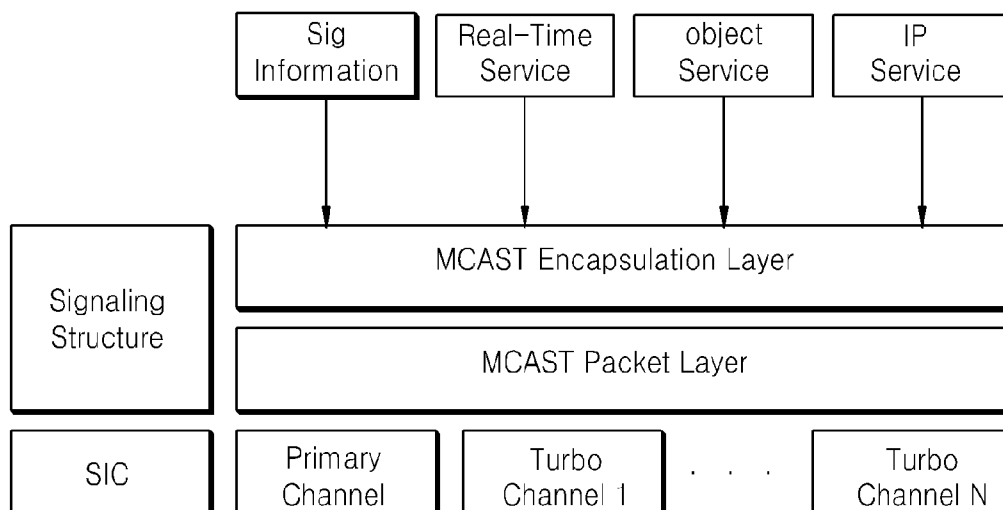 Sig
Information
Real-Time
Service
object
Service
IP
Service
MCAST Encapsulation Layer
Signaling
Structure
MCAST Packet Layer
SIC
Primary
Channel
Turbo
Channel 1
. . .
Turbo
Channel N